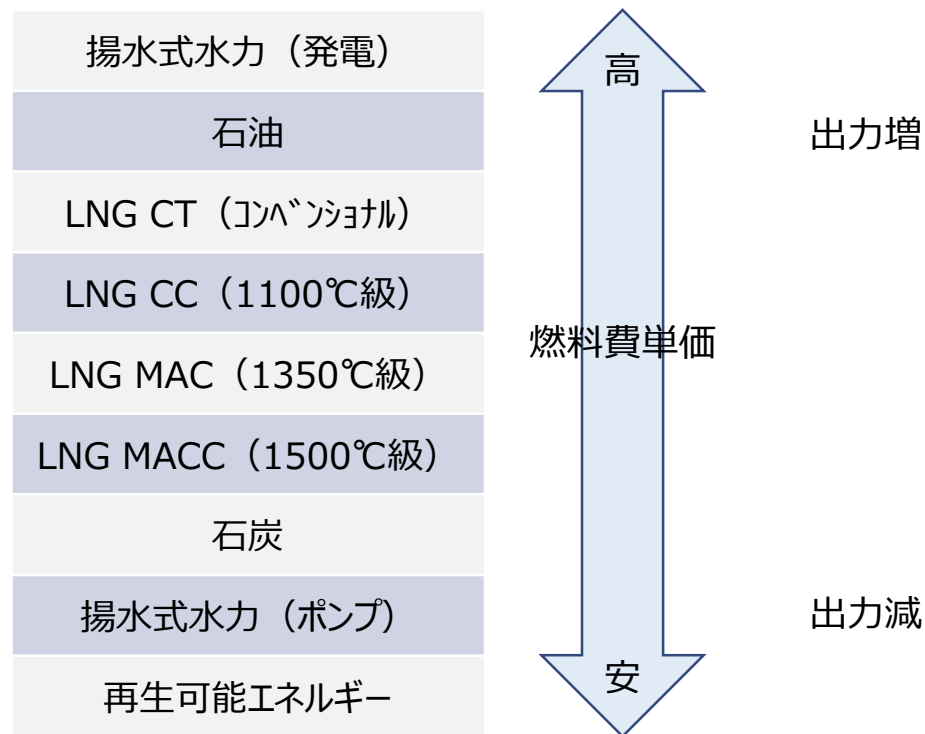 揚水式水力（発電）
高
石油
出力増
LNG CT（ｺﾝﾍﾞﾝｼｮﾅﾙ）
LNG CC（1100℃級）
燃料費単価
LNG MAC（1350℃級）
LNG MACC（1500℃級）
石炭
揚水式水力（ポンプ）
出力減
安
再生可能エネルギー